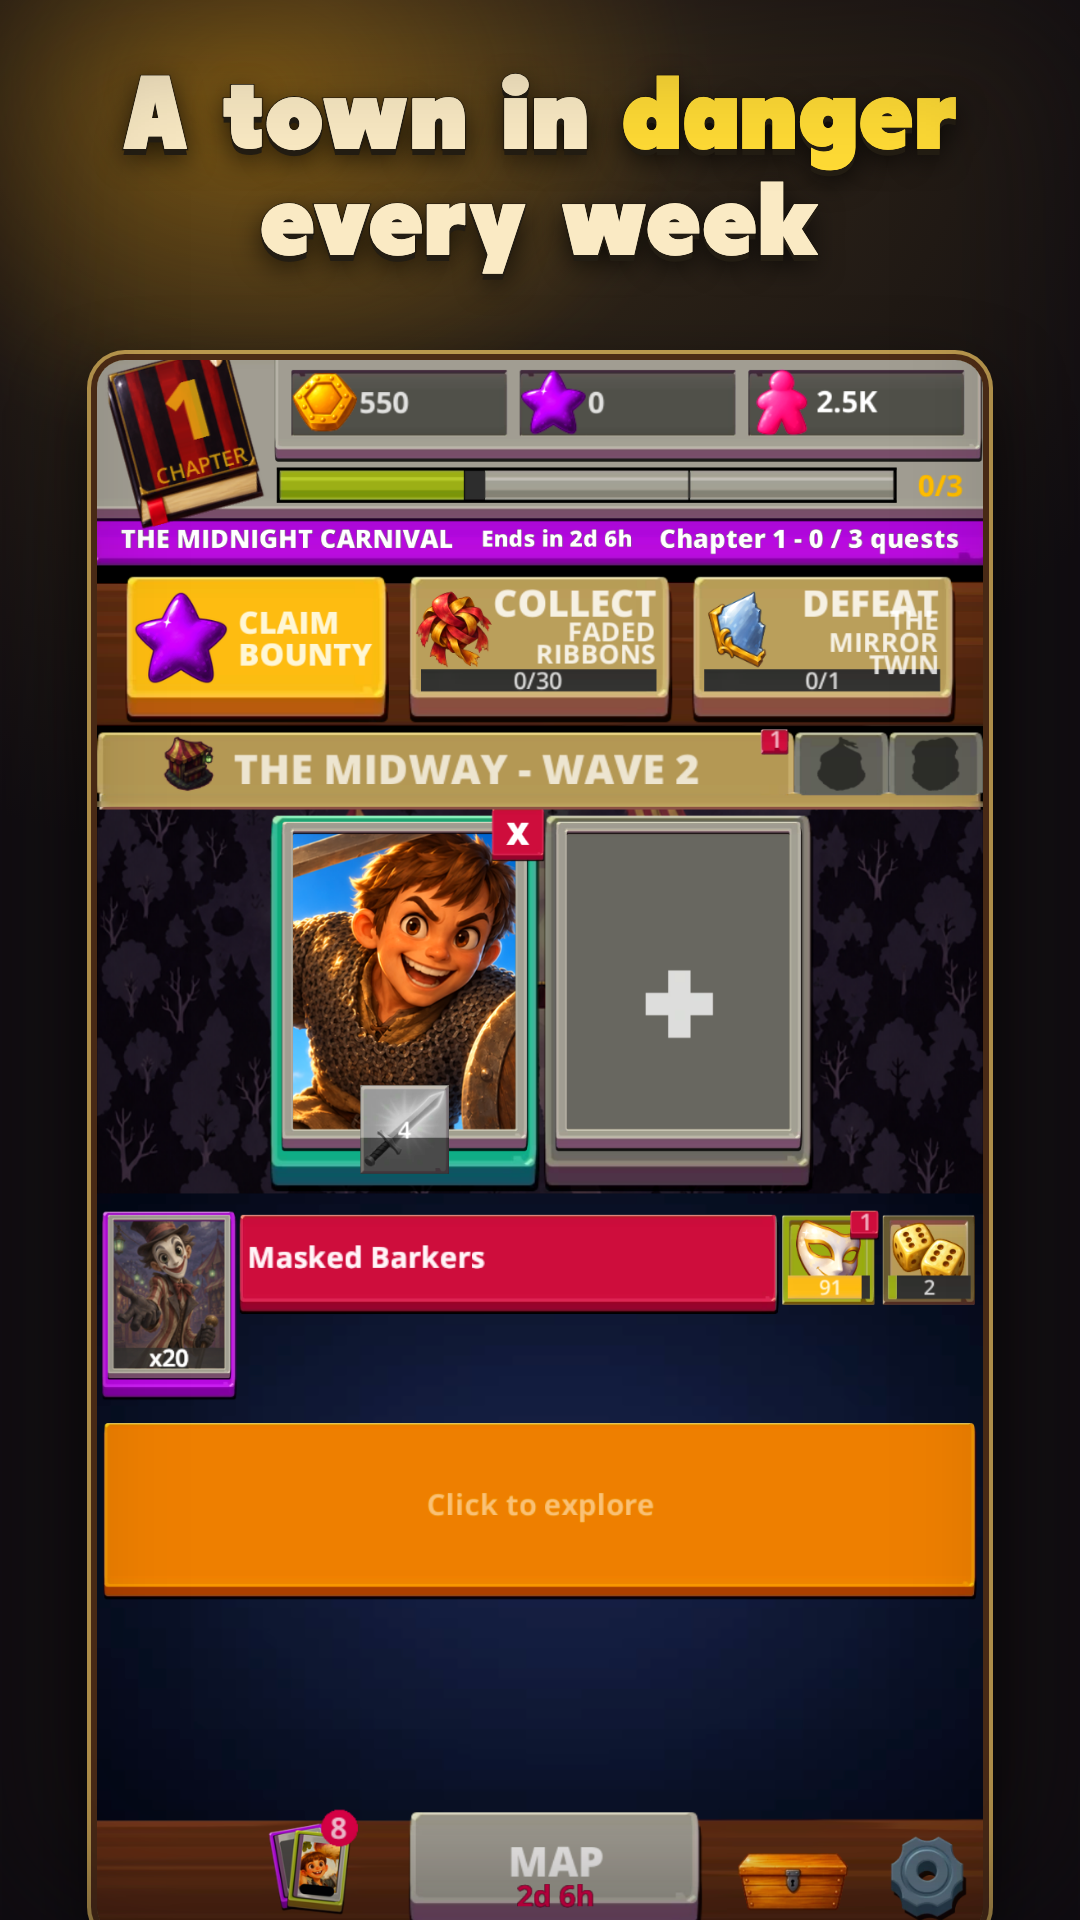 A town in danger
every week
1
CHAPTER
550
0
2.5K
0/3
THE MIDNIGHT CARNIVAL Ends in 2d 6h Chapter 1 - 0 / 3 quests
CLAIM
BOUNTY
COLLECT
FADED
RIBBONS
0/30
DEFEAT
THE
MIRROR
TWIN
0/1
THE MIDWAY - WAVE 2
1
X
4
Masked Barkers
x20
1
91
2
Click to explore
8
MAP
2d 6h